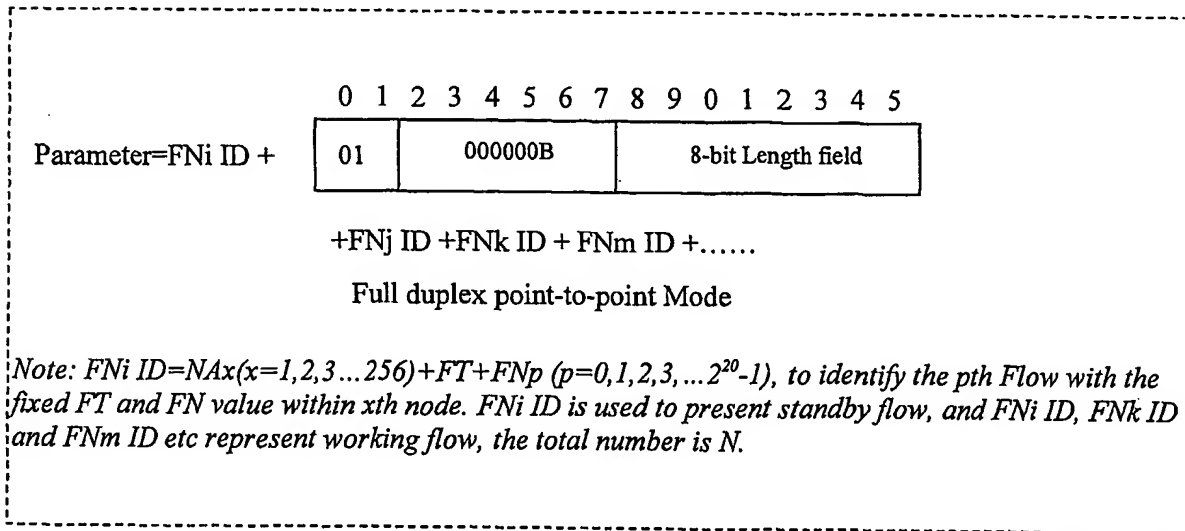 0 1 2 3 4 5 6 7 8 9 0 1 2 3 4 5
Parameter=FNi ID + 01 000000B 8-bit Length field
+FNj ID +FNk ID + FNm ID +......
Full duplex point-to-point Mode
Note: FNi ID=NAx(x=1,2,3...256)+FT+FNp (p=0,1,2,3,...2²⁰-1), to identify the pth Flow with the
fixed FT and FN value within xth node. FNi ID is used to present standby flow, and FNi ID, FNk ID
and FNm ID etc represent working flow, the total number is N.